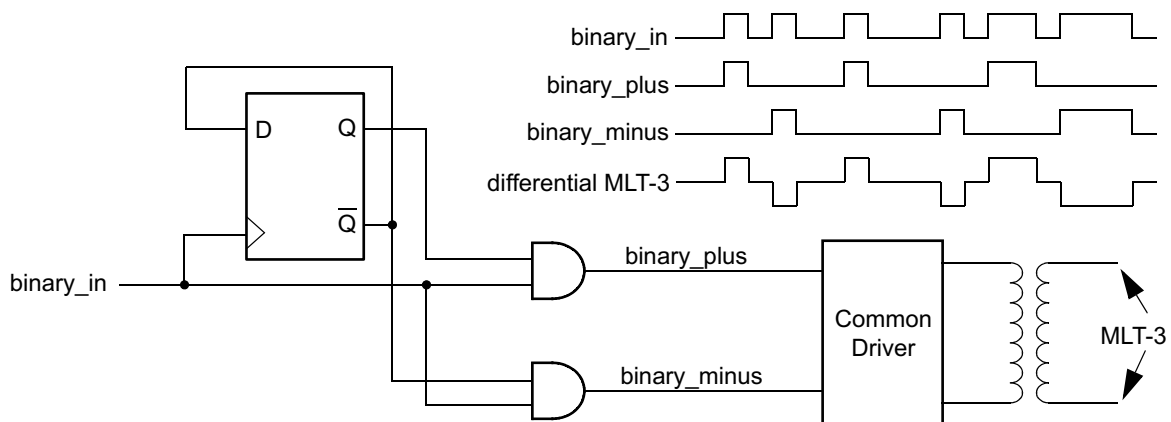 binary_in
binary_plus
binary_minus
differential MLT-3
D Q
Q̅
binary_in
binary_plus
binary_minus
Common
Driver
MLT-3